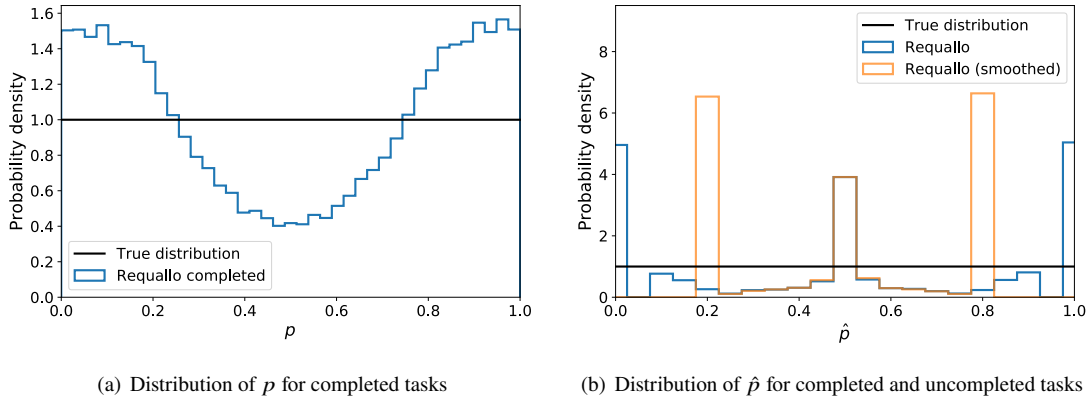 1.6
1.4
1.2
1.0
0.8
0.6
0.4
0.2
0.0
Probability density
True distribution
Requallo completed
0.0 0.2 0.4 0.6 0.8 1.0
p
(a) Distribution of p for completed tasks
8
6
4
2
0
Probability density
True distribution
Requallo
Requallo (smoothed)
0.0 0.2 0.4 0.6 0.8 1.0
p̂
(b) Distribution of p̂ for completed and uncompleted tasks